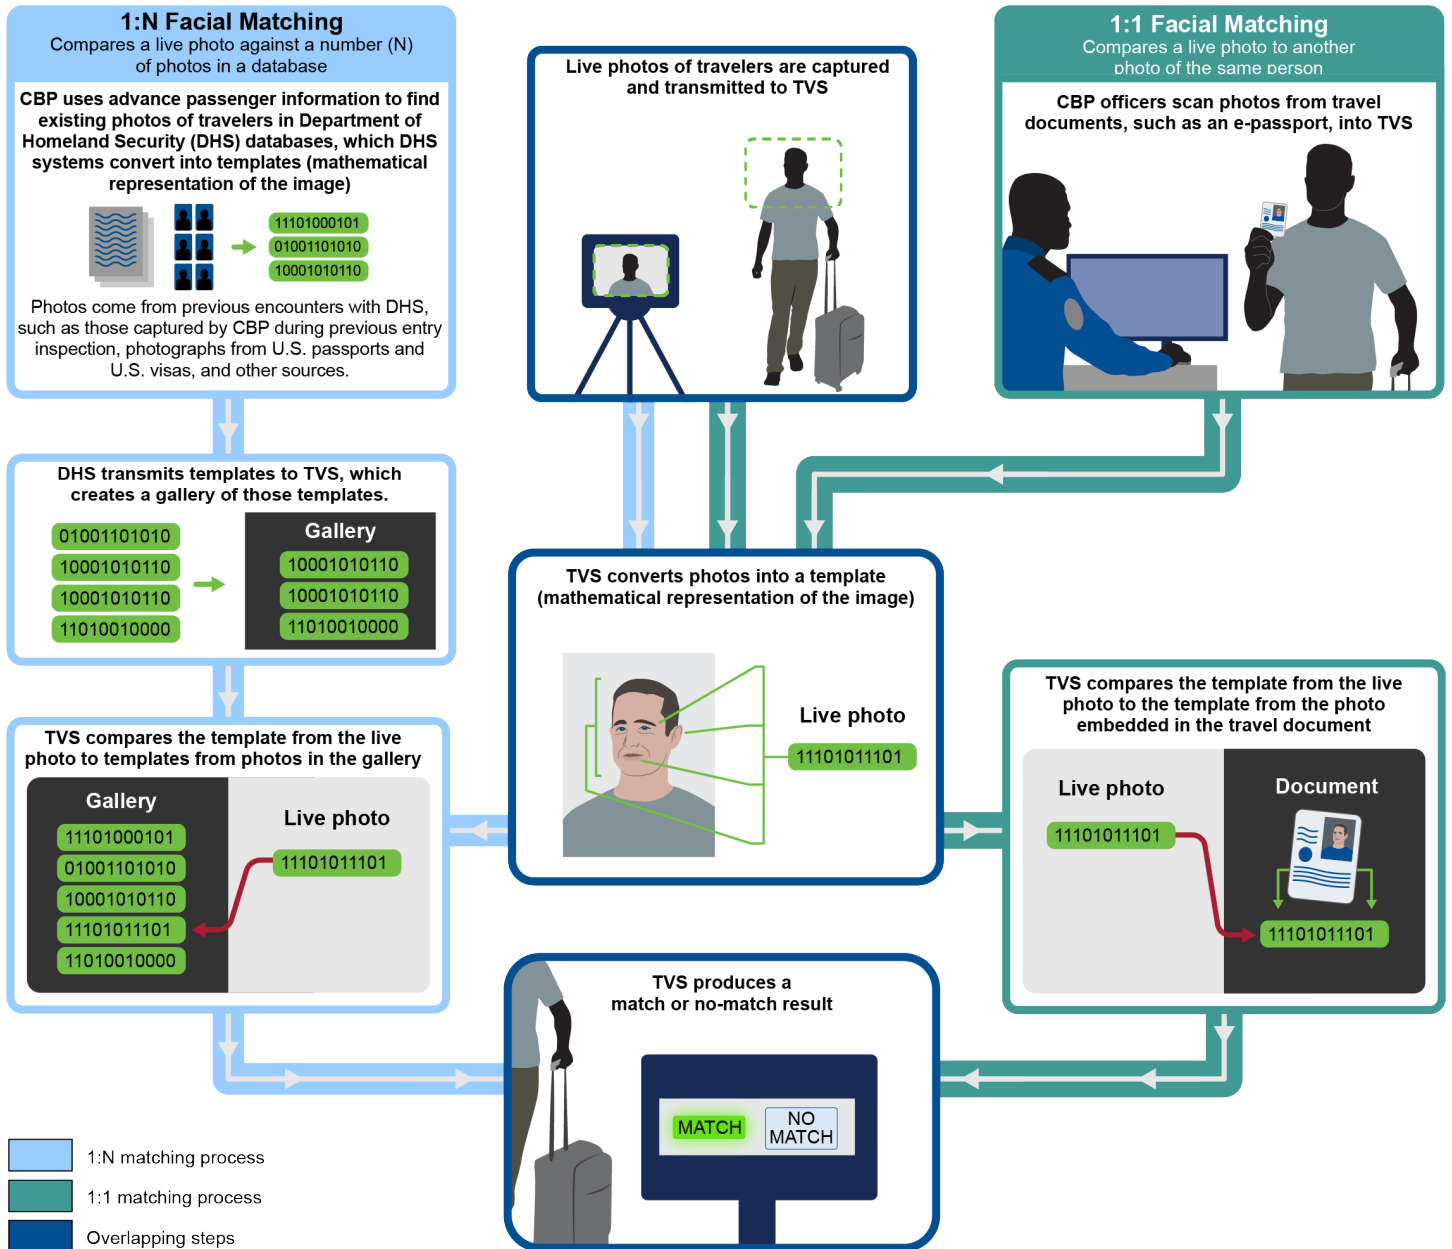 1:N Facial Matching
Compares a live photo against a number (N)
of photos in a database
CBP uses advance passenger information to find
existing photos of travelers in Department of
Homeland Security (DHS) databases, which DHS
systems convert into templates (mathematical
representation of the image)
11101000101
01001101010
10001010110
Photos come from previous encounters with DHS,
such as those captured by CBP during previous entry
inspection, photographs from U.S. passports and
U.S. visas, and other sources.
Live photos of travelers are captured
and transmitted to TVS
1:1 Facial Matching
Compares a live photo to another
photo of the same person
CBP officers scan photos from travel
documents, such as an e-passport, into TVS
DHS transmits templates to TVS, which
creates a gallery of those templates.
01001101010
10001010110
10001010110
11010010000
Gallery
10001010110
10001010110
11010010000
TVS converts photos into a template
(mathematical representation of the image)
Live photo
11101011101
TVS compares the template from the live
photo to templates from photos in the gallery
Gallery
11101000101
01001101010
10001010110
11101011101
11010010000
Live photo
11101011101
TVS compares the template from the live
photo to the template from the photo
embedded in the travel document
Live photo
11101011101
Document
11101011101
TVS produces a
match or no-match result
MATCH
NO
MATCH
1:N matching process
1:1 matching process
Overlapping steps